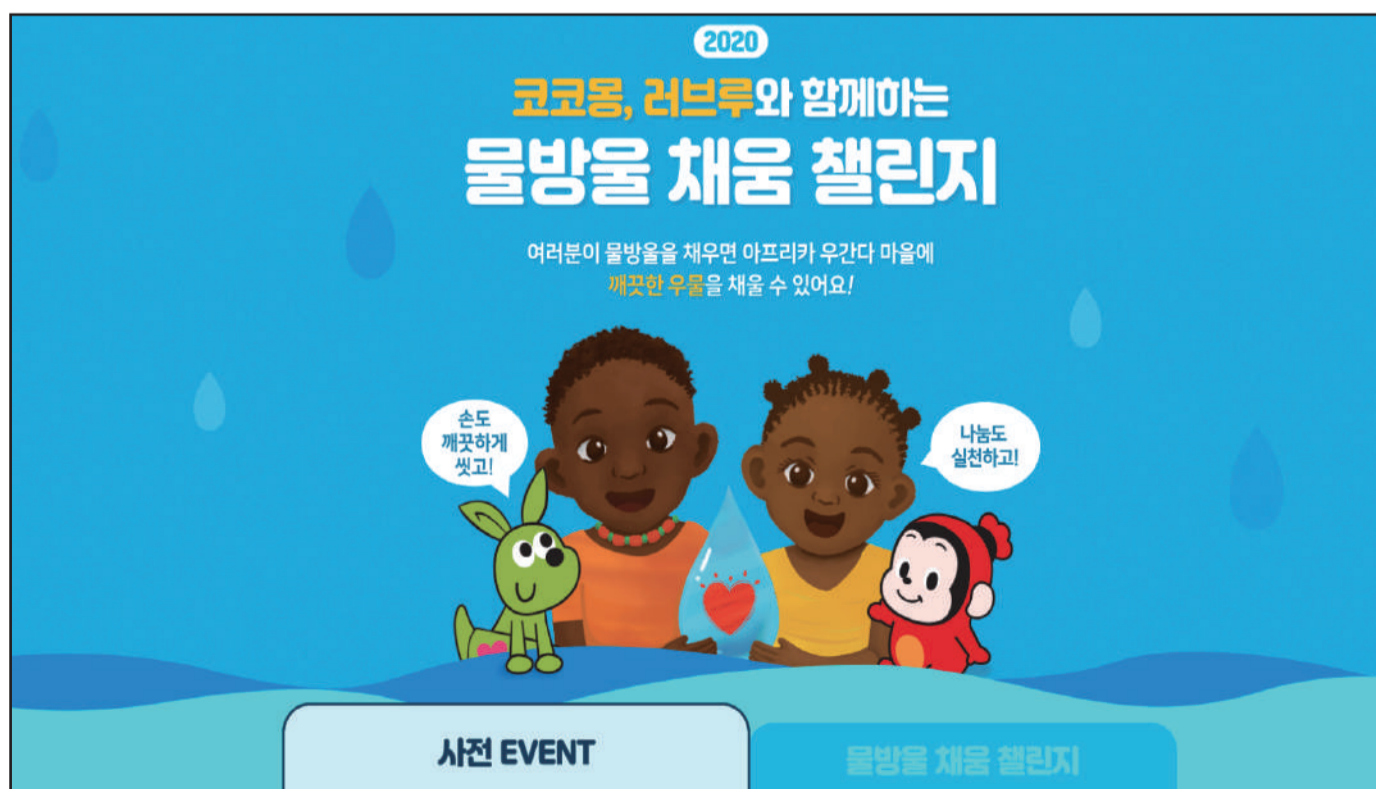 2020
코코몽, 러브루와 함께하는
물방울 채움 챌린지
여러분이 물방울을 채우면 아프리카 우간다 마을에
깨끗한 우물을 채울 수 있어요!
손도
깨끗하게
씻고!
나눔도
실천하고!
사전 EVENT
물방울 채움 챌린지